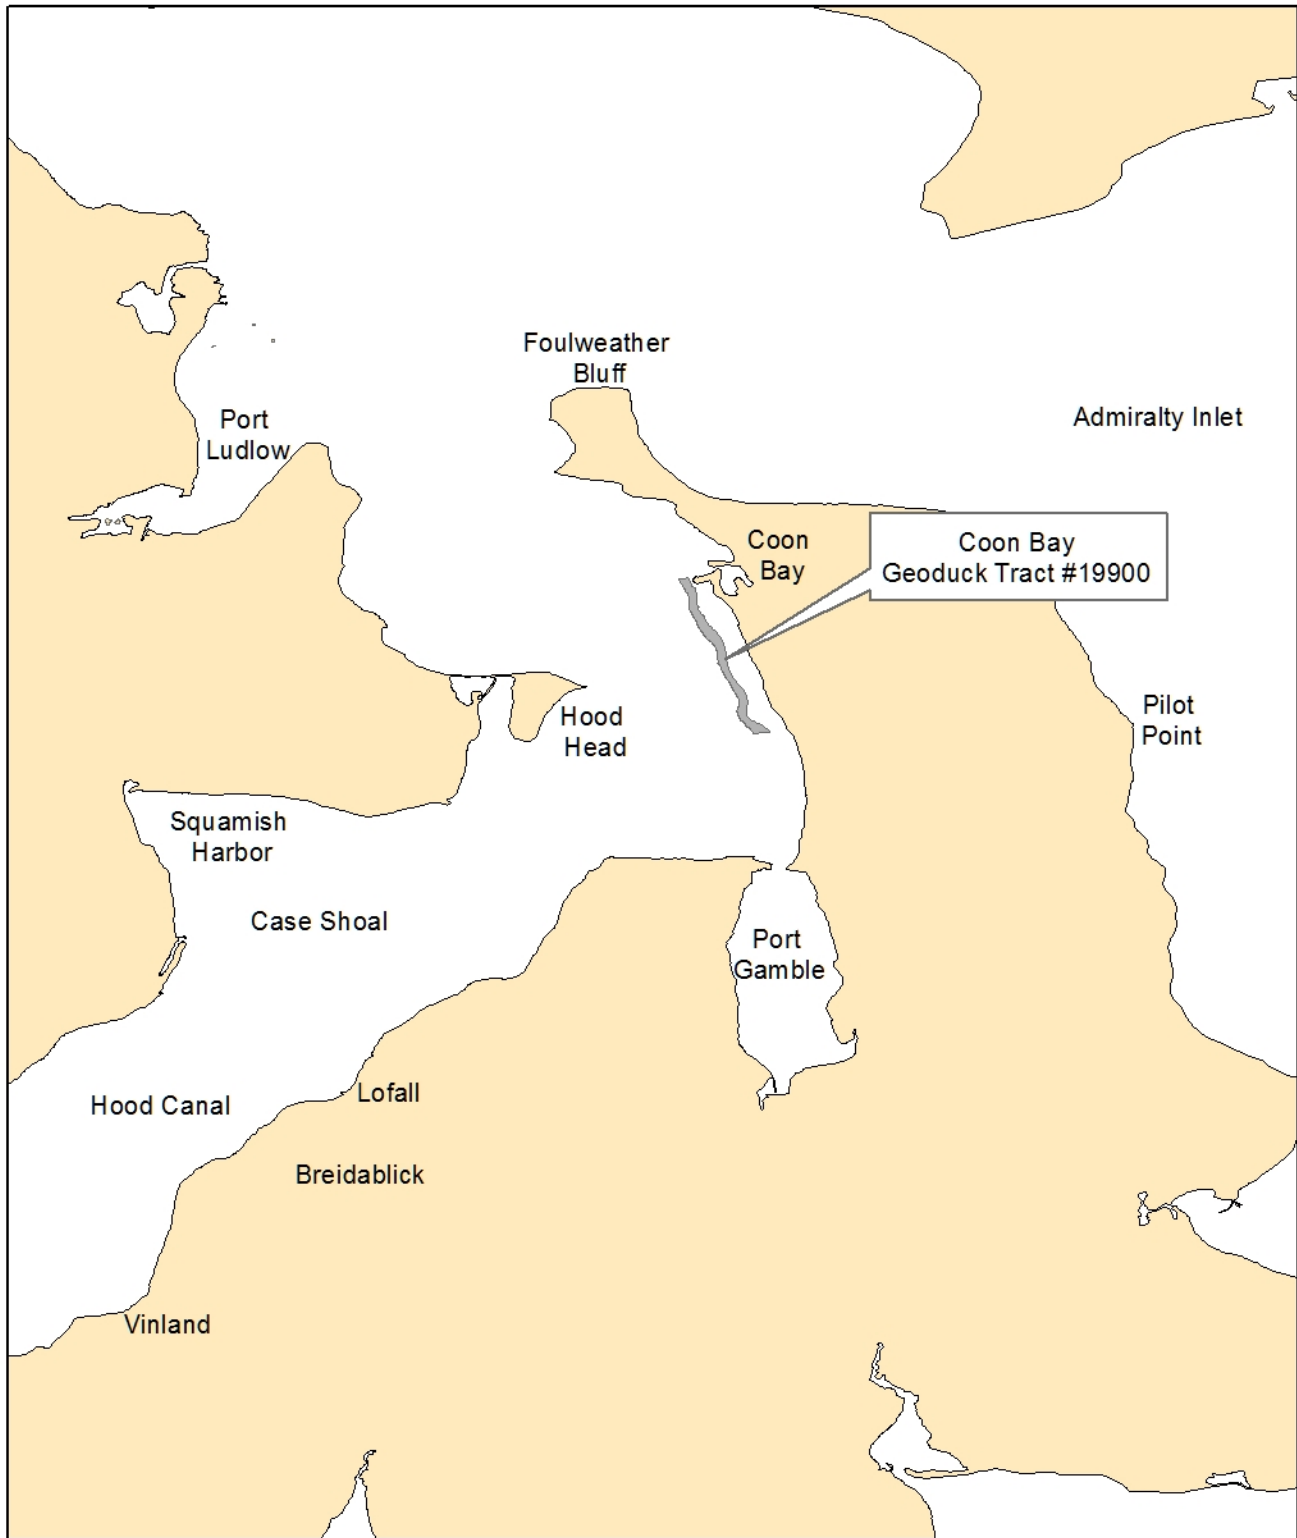 Foulweather
Bluff
Admiralty Inlet
Port
Ludlow
Coon
Bay
Coon Bay
Geoduck Tract #19900
Hood
Head
Pilot
Point
Squamish
Harbor
Case Shoal
Port
Gamble
Lofall
Hood Canal
Breidablick
Vinland